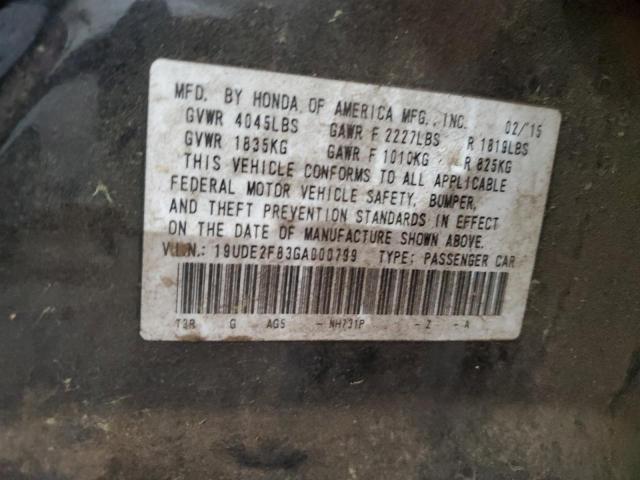 MFD. BY HONDA OF AMERICA MFG., INC. 02/'15
GVWR 4045LBS GAWR F 2227LBS R 1819LBS
GVWR 1835KG GAWR F 1010KG R 825KG
THIS VEHICLE CONFORMS TO ALL APPLICABLE
FEDERAL MOTOR VEHICLE SAFETY, BUMPER,
AND THEFT PREVENTION STANDARDS IN EFFECT
ON THE DATE OF MANUFACTURE SHOWN ABOVE.
V.I.N.: 19UDE2F83GA000799 TYPE: PASSENGER CAR
T3R G AG5 - NH731P - Z - A